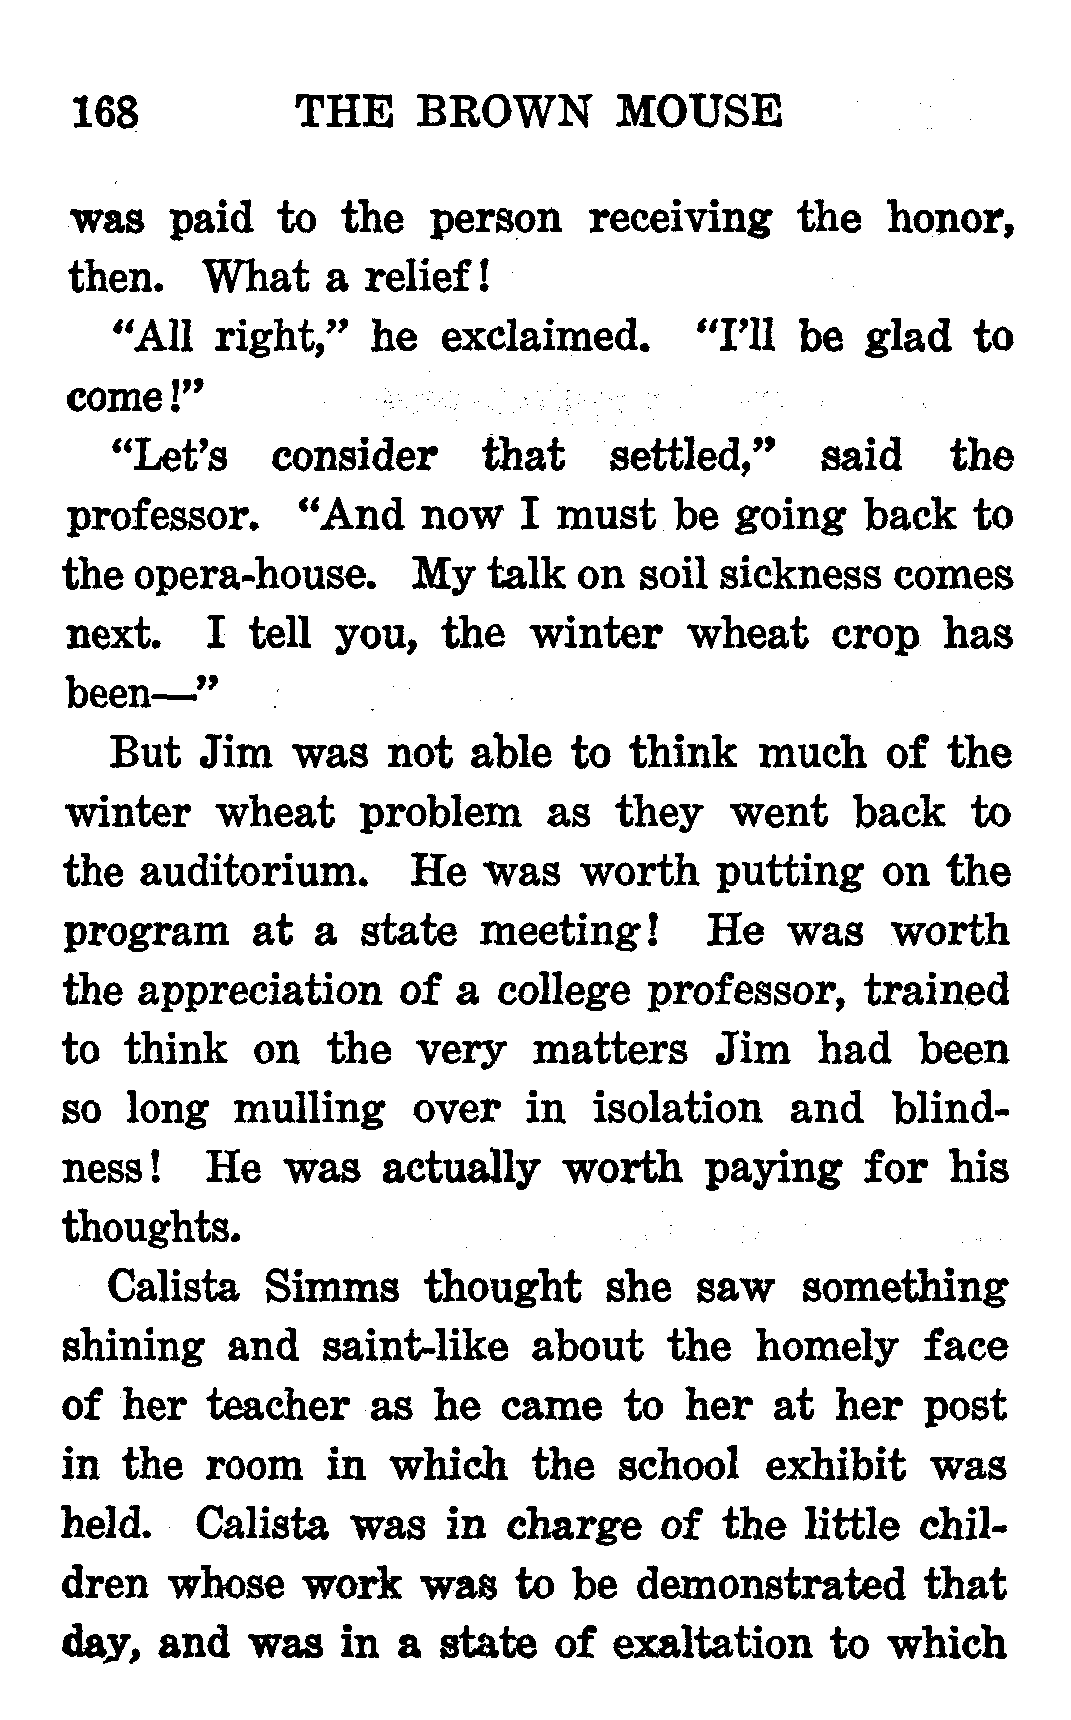 168 THE BROWN MOUSE
was paid to the person receiving the honor,
then. What a relief!
"All right," he exclaimed. "I'll be glad to
come!"
"Let's consider that settled," said the
professor. "And now I must be going back to
the opera-house. My talk on soil sickness comes
next. I tell you, the winter wheat crop has
been—"
But Jim was not able to think much of the
winter wheat problem as they went back to
the auditorium. He was worth putting on the
program at a state meeting! He was worth
the appreciation of a college professor, trained
to think on the very matters Jim had been
so long mulling over in isolation and blind-
ness! He was actually worth paying for his
thoughts.
Calista Simms thought she saw something
shining and saint-like about the homely face
of her teacher as he came to her at her post
in the room in which the school exhibit was
held. Calista was in charge of the little chil-
dren whose work was to be demonstrated that
day, and was in a state of exaltation to which